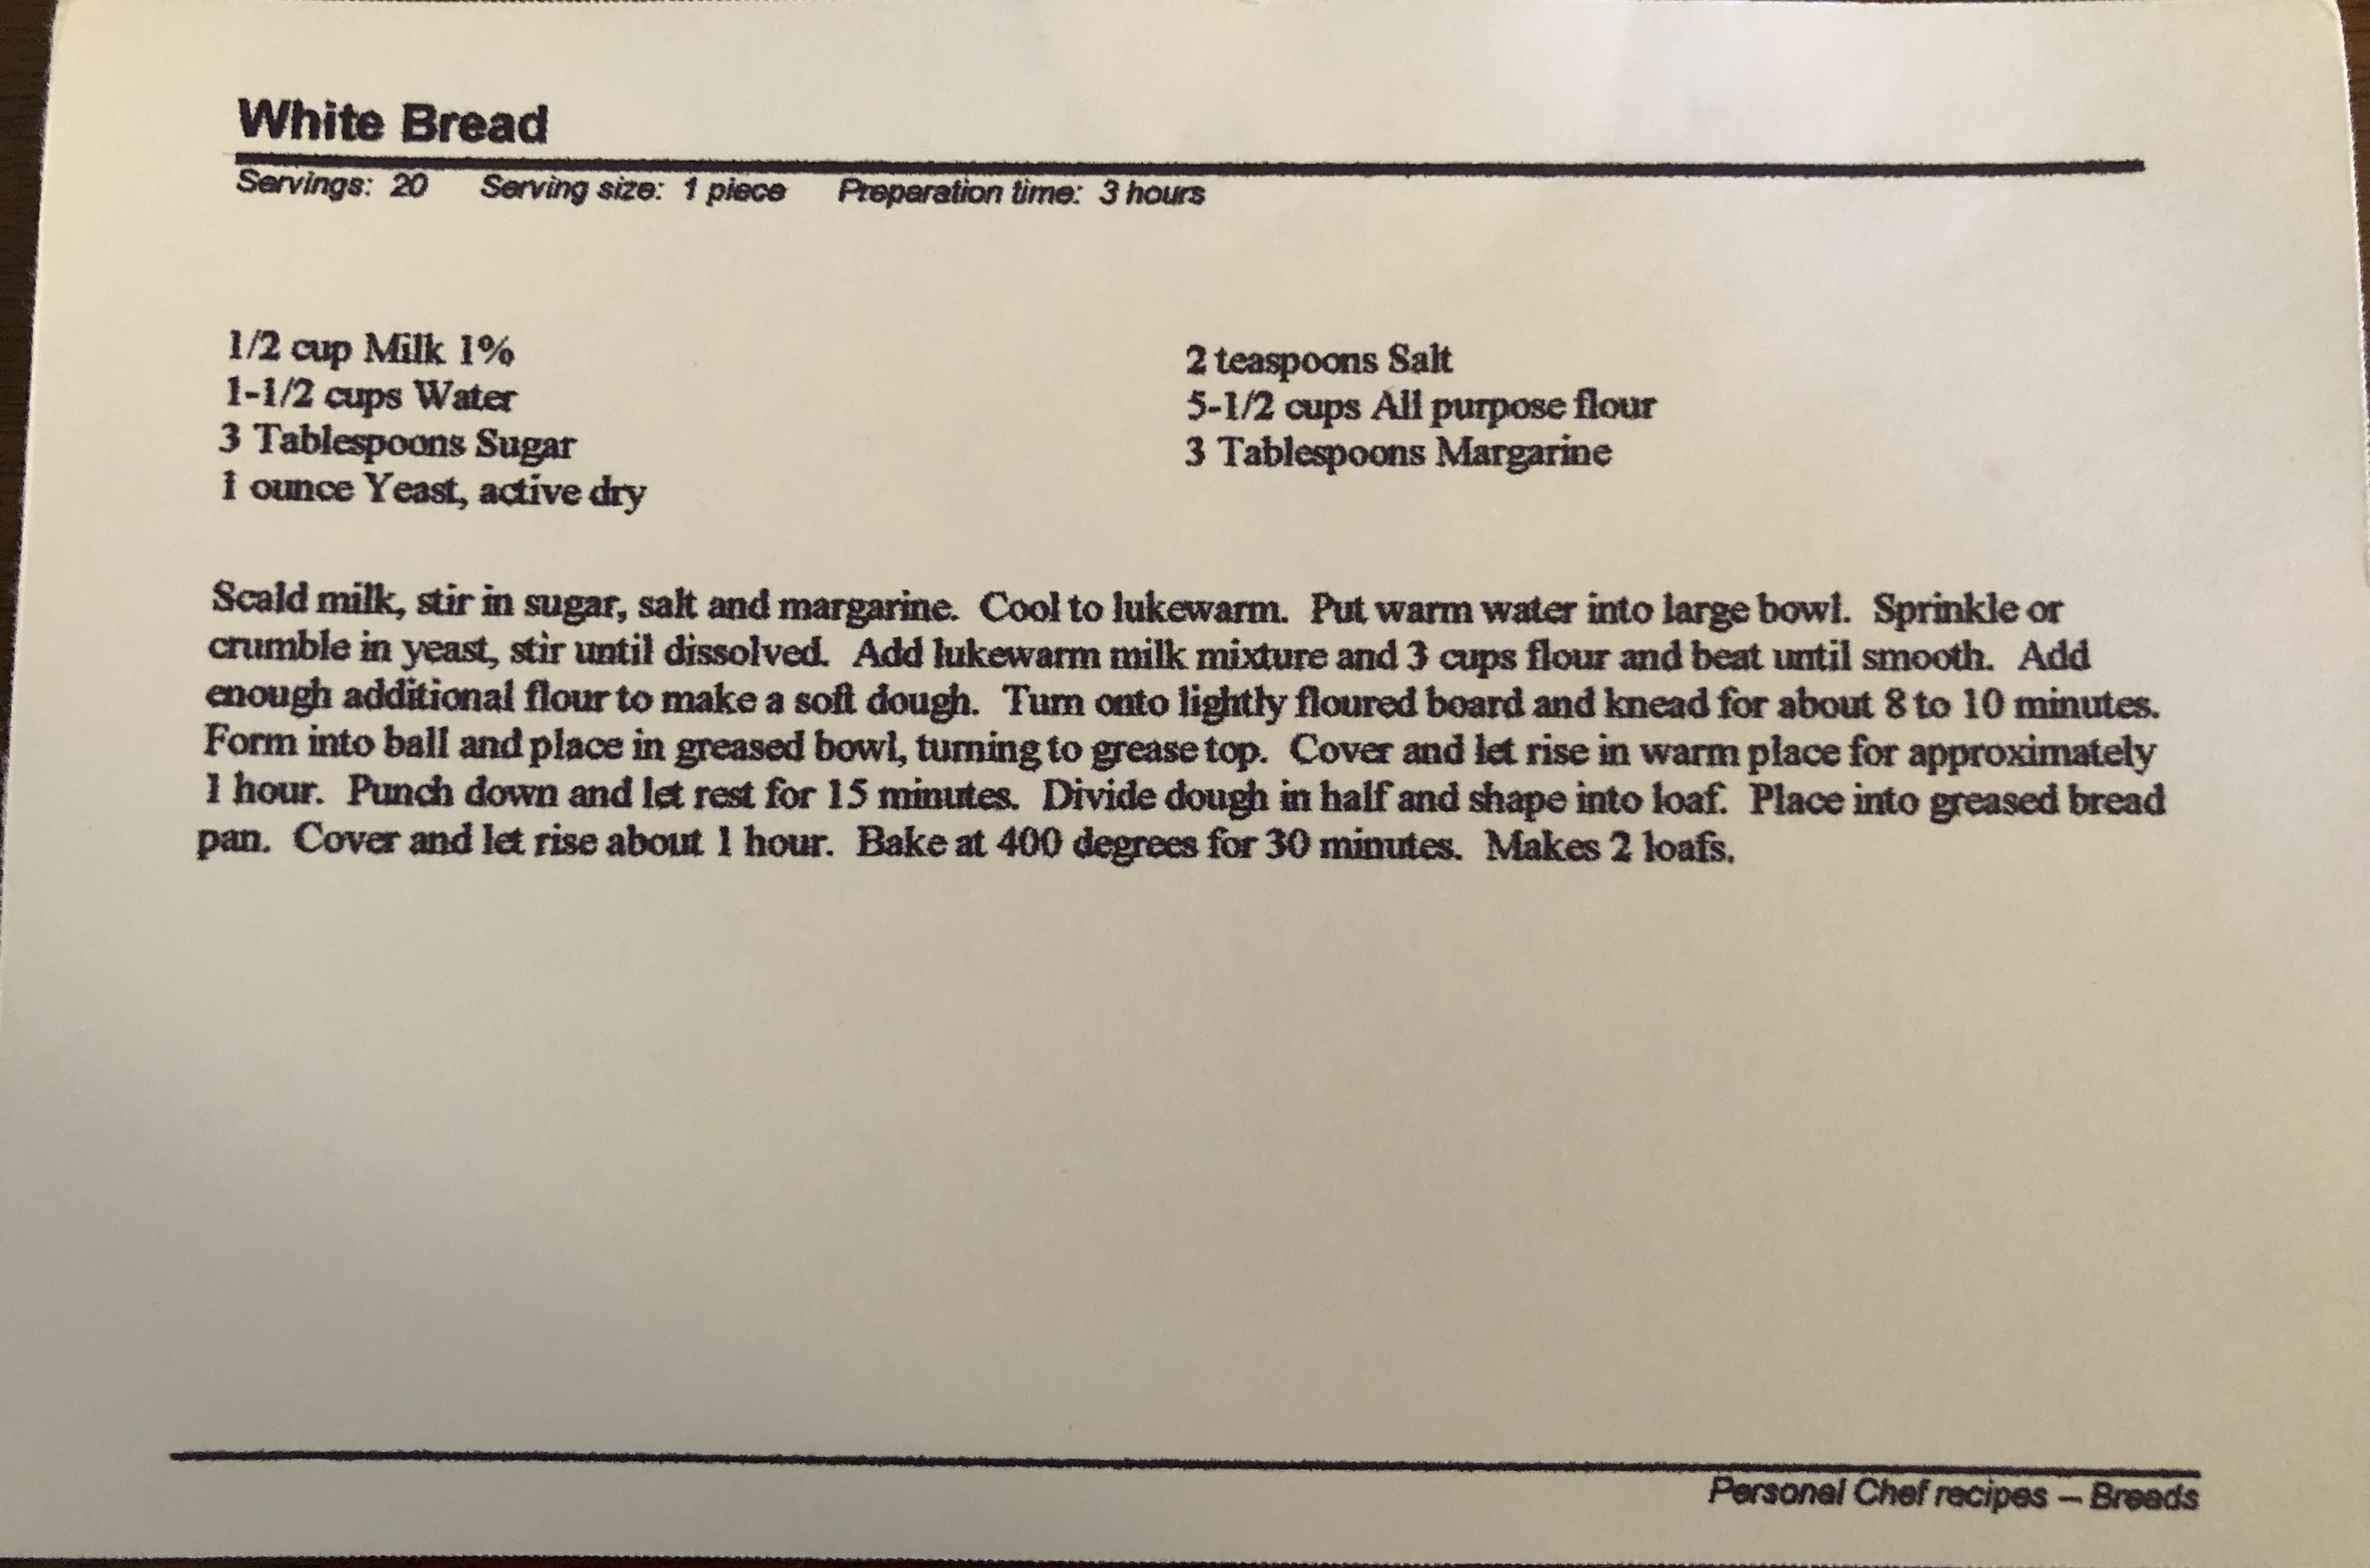 White Bread
Servings: 20 Serving size: 1 piece Preparation time: 3 hours
1/2 cup Milk 1%
1-1/2 cups Water
3 Tablespoons Sugar
1 ounce Yeast, active dry
2 teaspoons Salt
5-1/2 cups All purpose flour
3 Tablespoons Margarine
Scald milk, stir in sugar, salt and margarine. Cool to lukewarm. Put warm water into large bowl. Sprinkle or
crumble in yeast, stir until dissolved. Add lukewarm milk mixture and 3 cups flour and beat until smooth. Add
enough additional flour to make a soft dough. Turn onto lightly floured board and knead for about 8 to 10 minutes.
Form into ball and place in greased bowl, turning to grease top. Cover and let rise in warm place for approximately
1 hour. Punch down and let rest for 15 minutes. Divide dough in half and shape into loaf. Place into greased bread
pan. Cover and let rise about 1 hour. Bake at 400 degrees for 30 minutes. Makes 2 loafs.
Personal Chef recipes – Breads